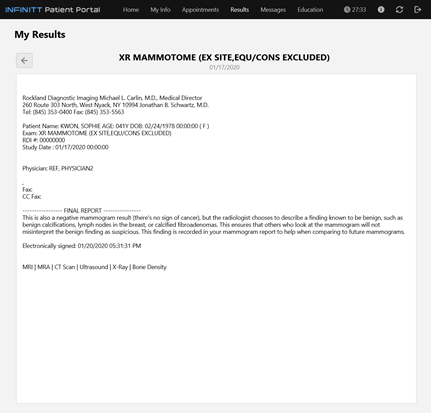 INFINITT Patient Portal
Home My Info Appointments Results Messages Education 27:33
My Results
XR MAMMOTOME (EX SITE,EQU/CONS EXCLUDED)
01/17/2020
Rockland Diagnostic Imaging Michael L. Carlin, M.D., Medical Director
260 Route 303 North, West Nyack, NY 10994 Jonathan B. Schwartz, M.D.
Tel: (845) 353-0400 Fax: (845) 353-5563
Patient Name: KWON, SOPHIE AGE: 041Y DOB: 02/24/1978 00:00:00 ( F )
Exam: XR MAMMOTOME (EX SITE,EQU/CONS EXCLUDED)
RDI #: 00000000
Study Date : 01/17/2020 00:00:00
Physician: REF, PHYSICIAN2
,
Fax:
CC Fax:
----------------- FINAL REPORT ----------------
This is also a negative mammogram result (there's no sign of cancer), but the radiologist chooses to describe a finding known to be benign, such as
benign calcifications, lymph nodes in the breast, or calcified fibroadenomas. This ensures that others who look at the mammogram will not
misinterpret the benign finding as suspicious. This finding is recorded in your mammogram report to help when comparing to future mammograms.
Electronically signed: 01/20/2020 05:31:31 PM
MRI | MRA | CT Scan | Ultrasound | X-Ray | Bone Density